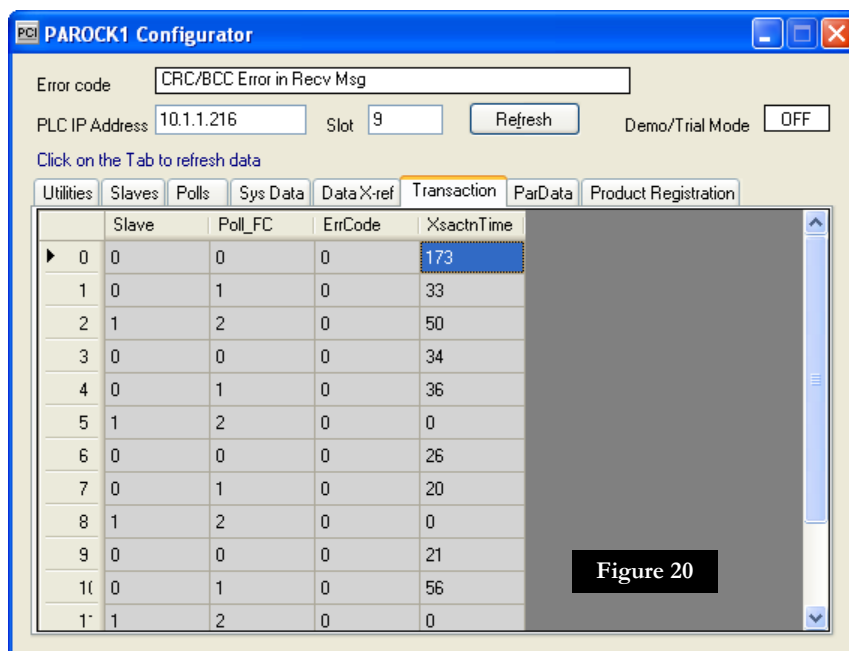 PCI PAROCK1 Configurator
Error code CRC/BCC Error in Recv Msg
PLC IP Address 10.1.1.216 Slot 9 Refresh Demo/Trial Mode OFF
Click on the Tab to refresh data
Utilities Slaves Polls Sys Data Data X-ref Transaction ParData Product Registration
Slave Poll_FC ErrCode XsactnTime
0 0 0 0 173
1 0 1 0 33
2 1 2 0 50
3 0 0 0 34
4 0 1 0 36
5 1 2 0 0
6 0 0 0 26
7 0 1 0 20
8 1 2 0 0
9 0 0 0 21
0 1 0 56
1 2 0 0
Figure 20